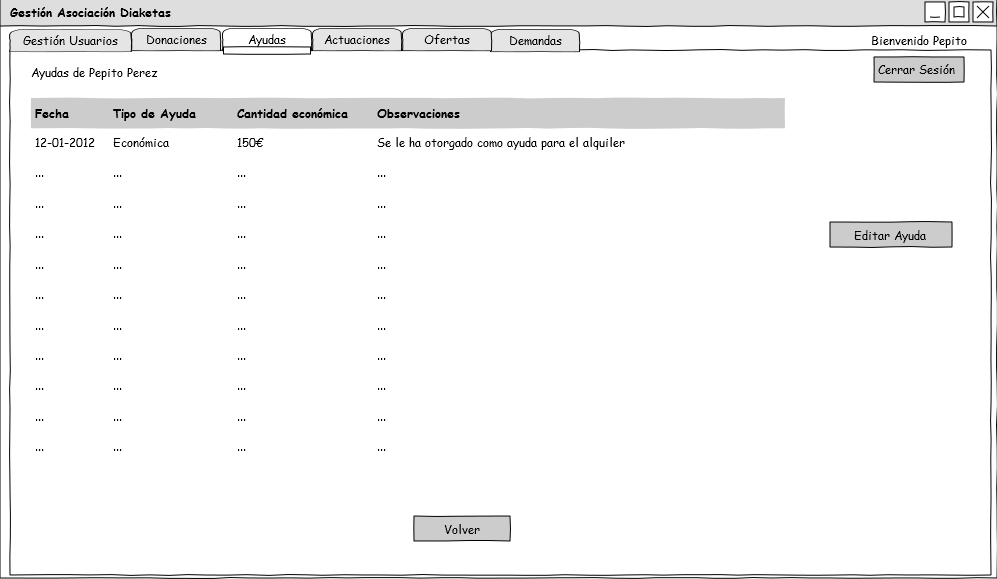 Gestión Asociación Diaketas
Gestión Usuarios Donaciones Ayudas Actuaciones Ofertas Demandas Bienvenido Pepito
Cerrar Sesión
Ayudas de Pepito Perez
Fecha Tipo de Ayuda Cantidad económica Observaciones
12-01-2012 Económica 150€ Se le ha otorgado como ayuda para el alquiler
... ... ... ...
... ... ... ...
... ... ... ...
Editar Ayuda
... ... ... ...
... ... ... ...
... ... ... ...
... ... ... ...
... ... ... ...
... ... ... ...
... ... ... ...
Volver